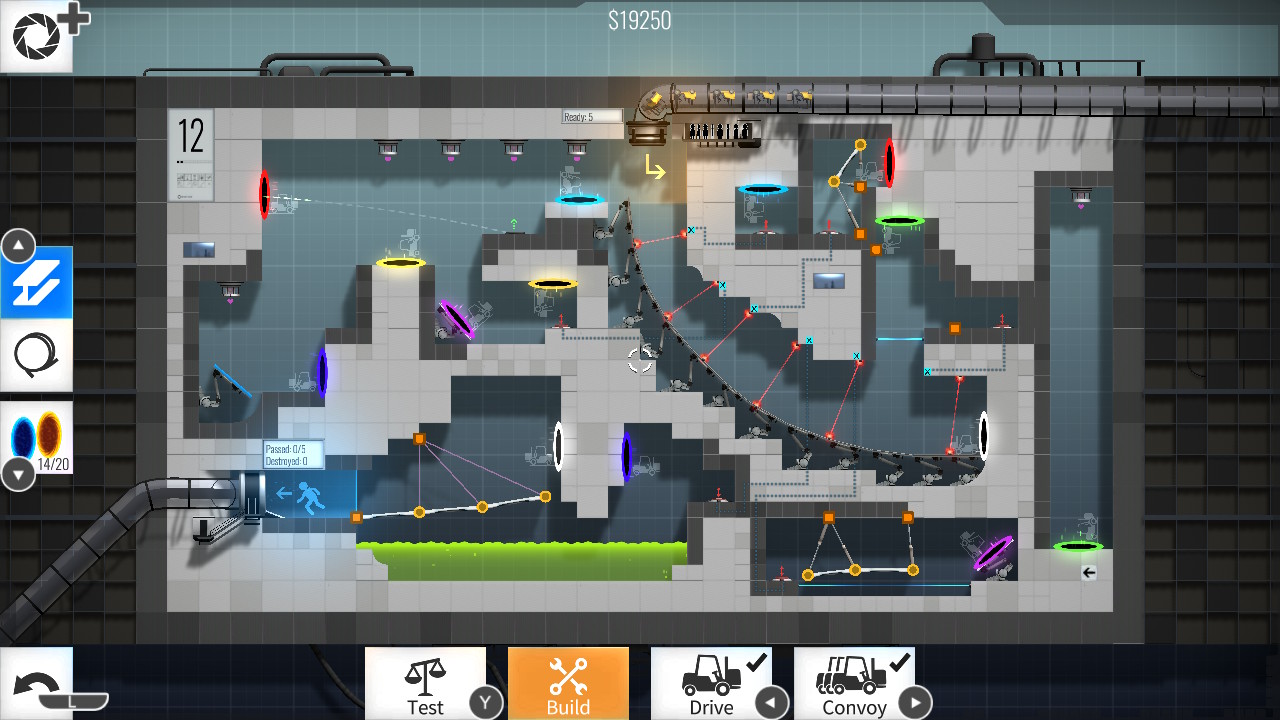 $19250
12
Ready: 5
Passed: 0/5
Destroyed: 0
14/20
L
Test
Y
Build
Drive
Convoy